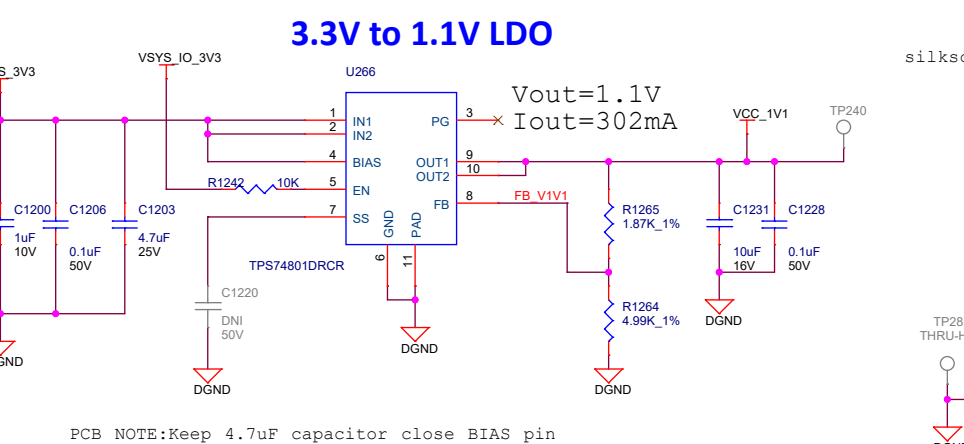 3.3V to 1.1V LDO
S_3V3
VSYS_IO_3V3
U266
silksc
Vout=1.1V
Iout=302mA
VCC_1V1
TP240
1 IN1
2 IN2
4 BIAS
5 EN
7 SS
PG 3
OUT1 9
OUT2 10
FB 8
FB_V1V1
GND
PAD
6
11
R1242 10K
TPS74801DRCR
C1200
1uF
10V
C1206
0.1uF
50V
C1203
4.7uF
25V
C1220
DNI
50V
R1265
1.87K_1%
R1264
4.99K_1%
C1231
10uF
16V
C1228
0.1uF
50V
DGND
DGND
DGND
DGND
GND
TP28
THRU-H
PCB NOTE:Keep 4.7uF capacitor close BIAS pin